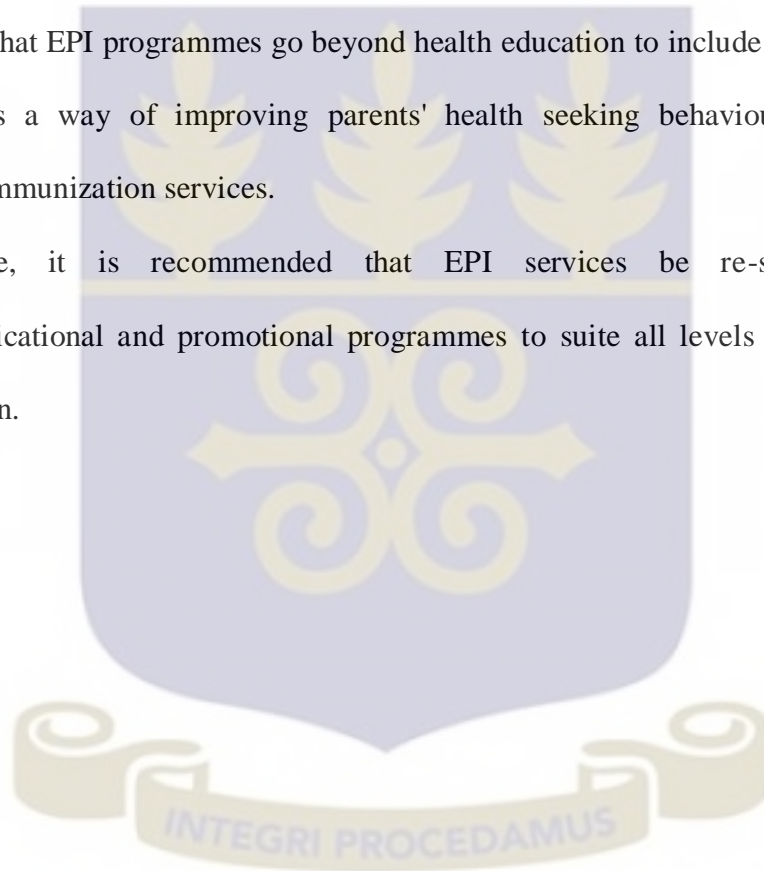 hat EPI programmes go beyond health education to include
s a way of improving parents' health seeking behaviou
mmunization services.
e, it is recommended that EPI services be re-s
icational and promotional programmes to suite all levels
n.
INTEGRI PROCEDAMUS